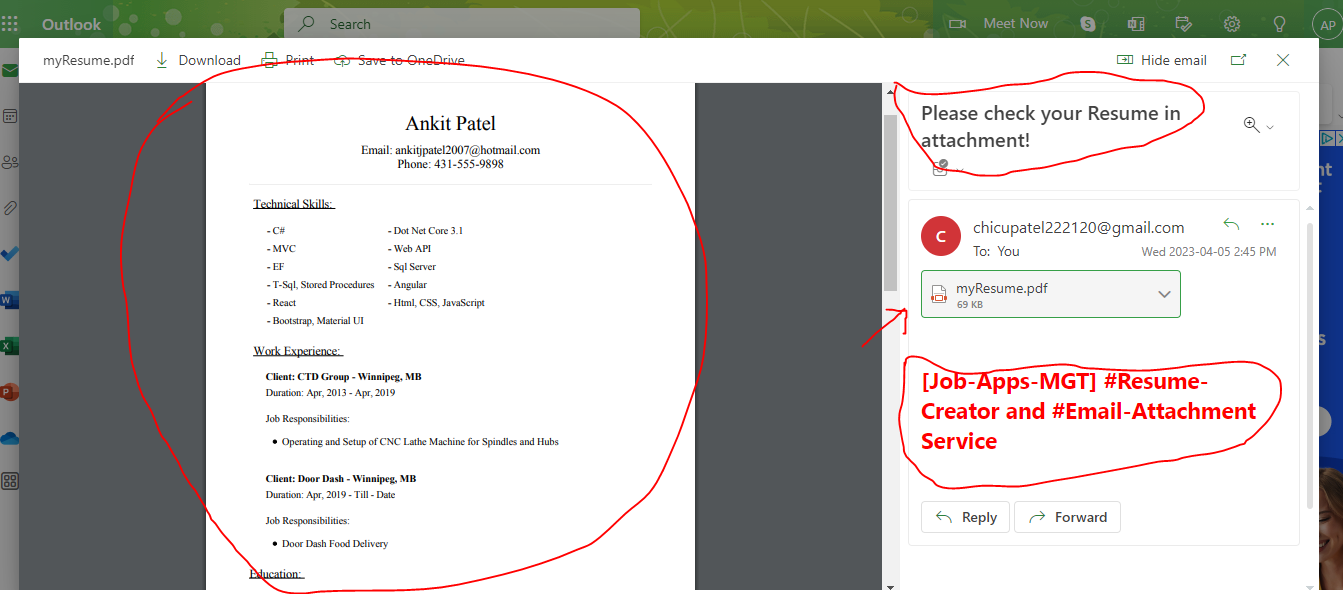 Outlook
Search
Meet Now
AP
myResume.pdf
Download
Print
Save to OneDrive
Hide email
Ankit Patel
Email: ankitjpatel2007@hotmail.com
Phone: 431-555-9898
Technical Skills:
- C#
- Dot Net Core 3.1
- MVC
- Web API
- EF
- Sql Server
- T-Sql, Stored Procedures
- Angular
- React
- Html, CSS, JavaScript
- Bootstrap, Material UI
Work Experience:
Client: CTD Group - Winnipeg, MB
Duration: Apr, 2013 - Apr, 2019
Job Responsibilities:
• Operating and Setup of CNC Lathe Machine for Spindles and Hubs
Client: Door Dash - Winnipeg, MB
Duration: Apr, 2019 - Till - Date
Job Responsibilities:
• Door Dash Food Delivery
Education:
Please check your Resume in
attachment!
C
chicupatel222120@gmail.com
To: You
Wed 2023-04-05 2:45 PM
myResume.pdf
69 KB
[Job-Apps-MGT] #Resume-
Creator and #Email-Attachment
Service
Reply
Forward